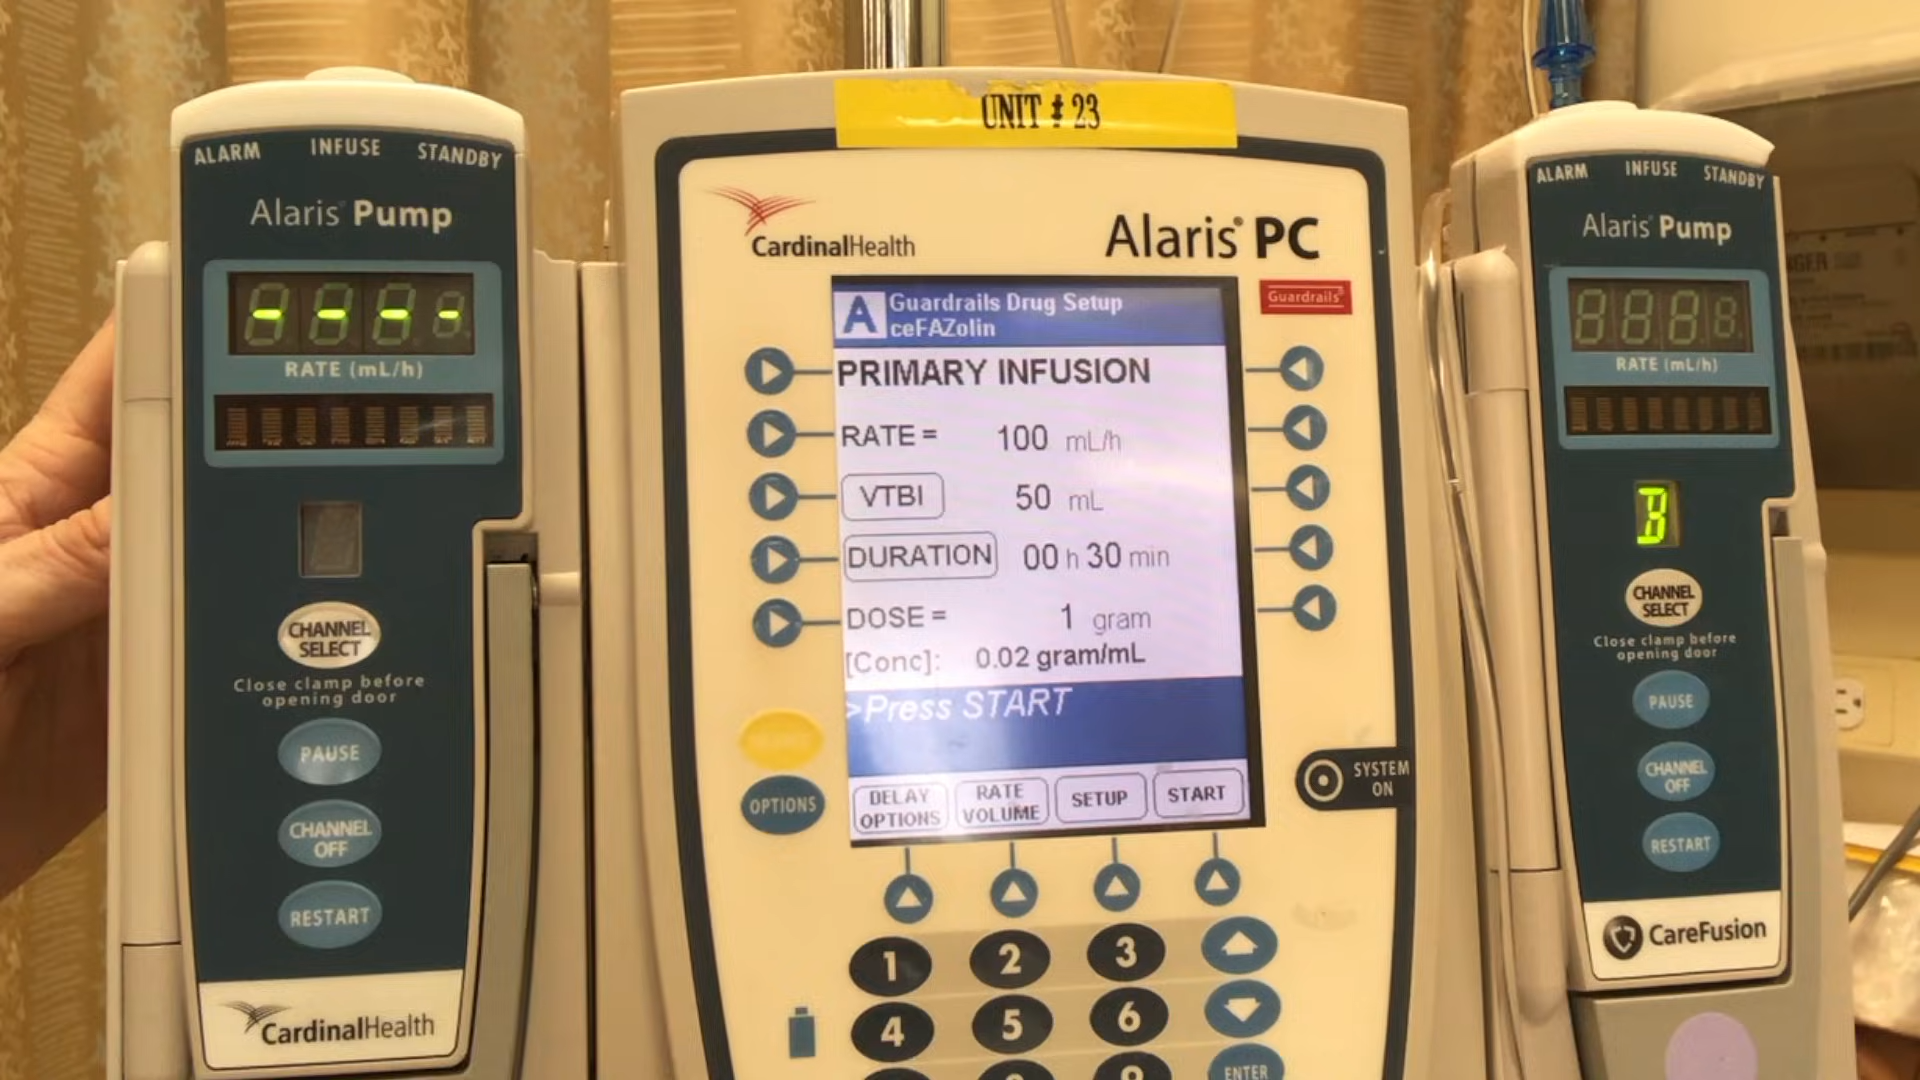 UNIT # 23
ALARM INFUSE STANDBY
Alaris® Pump
RATE (mL/h)
CHANNEL
SELECT
Close clamp before
opening door
PAUSE
CHANNEL
OFF
RESTART
CardinalHealth
CardinalHealth
Alaris® PC
Guardrails®
A Guardrails Drug Setup
ceFAZolin
PRIMARY INFUSION
RATE = 100 mL/h
VTBI 50 mL
DURATION 00 h 30 min
DOSE = 1 gram
[Conc]: 0.02 gram/mL
>Press START
DELAY
OPTIONS
RATE
VOLUME
SETUP
START
OPTIONS
SYSTEM
ON
1 2 3
4 5 6
ENTER
ALARM INFUSE STANDBY
Alaris® Pump
RATE (mL/h)
B
CHANNEL
SELECT
Close clamp before
opening door
PAUSE
CHANNEL
OFF
RESTART
CareFusion